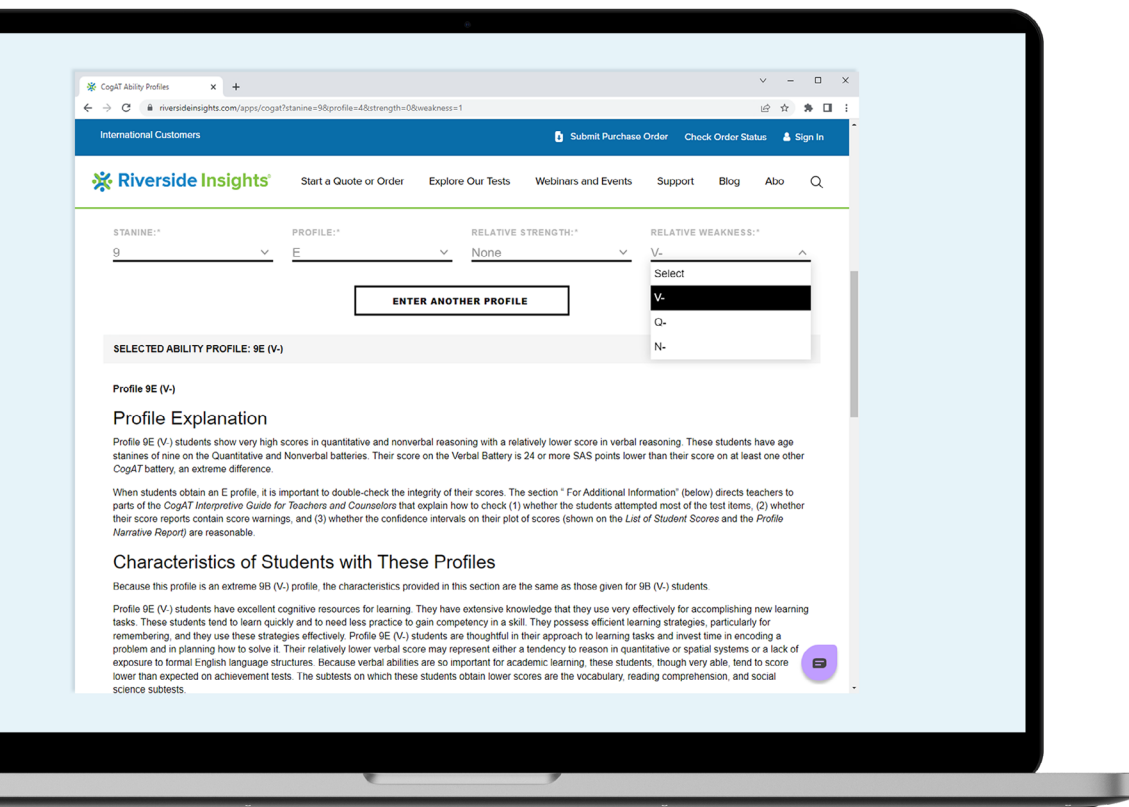 CogAT Ability Profiles
riversideinsights.com/apps/cogat?stanine=9&profile=4&strength=0&weakness=1
International Customers
Submit Purchase Order
Check Order Status
Sign In
Riverside Insights
Start a Quote or Order
Explore Our Tests
Webinars and Events
Support
Blog
Abo
STANINE:*
PROFILE:*
RELATIVE STRENGTH:*
RELATIVE WEAKNESS:*
9
E
None
V-
Select
V-
Q-
N-
ENTER ANOTHER PROFILE
SELECTED ABILITY PROFILE: 9E (V-)
Profile 9E (V-)
Profile Explanation
Profile 9E (V-) students show very high scores in quantitative and nonverbal reasoning with a relatively lower score in verbal reasoning. These students have age
stanines of nine on the Quantitative and Nonverbal batteries. Their score on the Verbal Battery is 24 or more SAS points lower than their score on at least one other
CogAT battery, an extreme difference.
When students obtain an E profile, it is important to double-check the integrity of their scores. The section " For Additional Information" (below) directs teachers to
parts of the CogAT Interpretive Guide for Teachers and Counselors that explain how to check (1) whether the students attempted most of the test items, (2) whether
their score reports contain score warnings, and (3) whether the confidence intervals on their plot of scores (shown on the List of Student Scores and the Profile
Narrative Report) are reasonable.
Characteristics of Students with These Profiles
Because this profile is an extreme 9B (V-) profile, the characteristics provided in this section are the same as those given for 9B (V-) students.
Profile 9E (V-) students have excellent cognitive resources for learning. They have extensive knowledge that they use very effectively for accomplishing new learning
tasks. These students tend to learn quickly and to need less practice to gain competency in a skill. They possess efficient learning strategies, particularly for
remembering, and they use these strategies effectively. Profile 9E (V-) students are thoughtful in their approach to learning tasks and invest time in encoding a
problem and in planning how to solve it. Their relatively lower verbal score may represent either a tendency to reason in quantitative or spatial systems or a lack of
exposure to formal English language structures. Because verbal abilities are so important for academic learning, these students, though very able, tend to score
lower than expected on achievement tests. The subtests on which these students obtain lower scores are the vocabulary, reading comprehension, and social
science subtests.